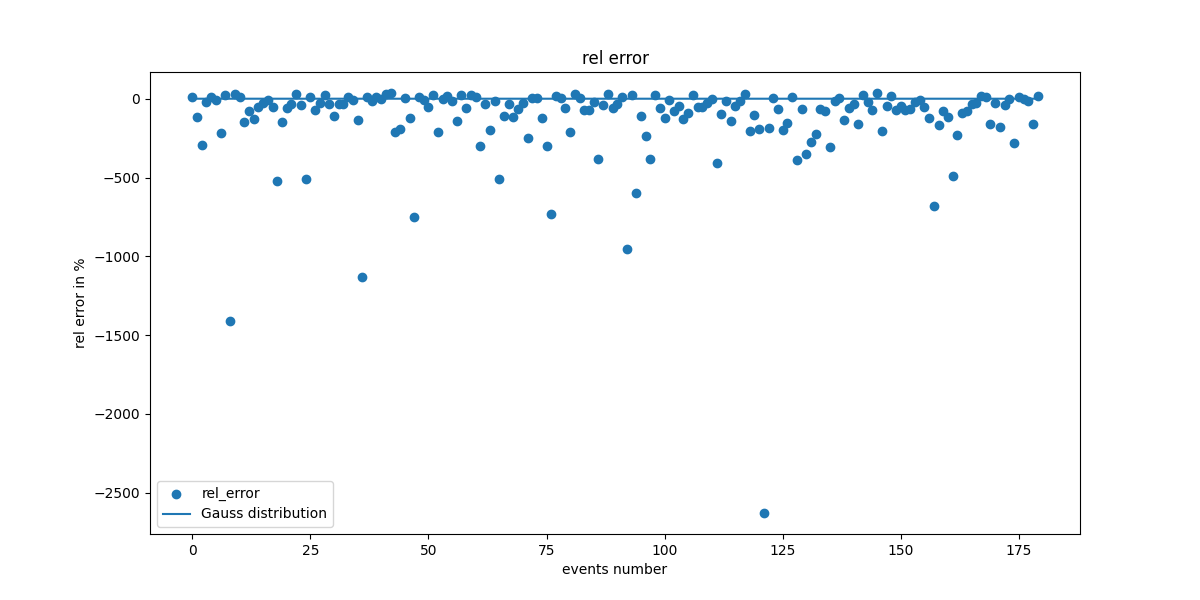 rel error
rel error in %
0
−500
−1000
−1500
−2000
−2500
rel_error
Gauss distribution
0 25 50 75 100 125 150 175
events number